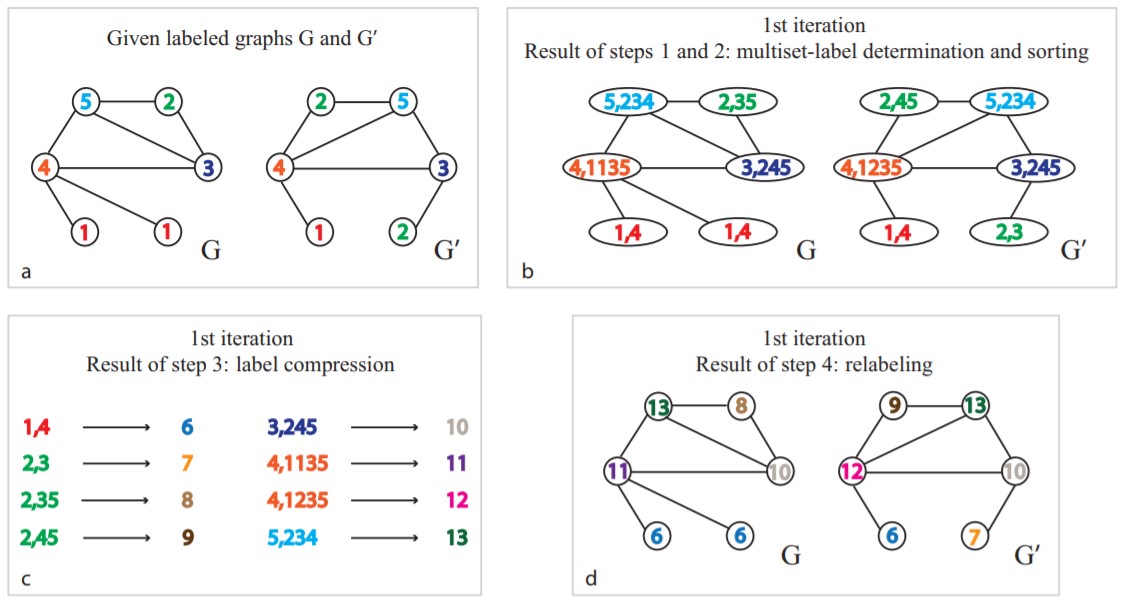 Given labeled graphs G and G′
5 2 2 5
4 3 4 3
1 1 1 2
G G′
a
1st iteration
Result of steps 1 and 2: multiset-label determination and sorting
5,234 2,35 2,45 5,234
4,1135 3,245 4,1235 3,245
1,4 1,4 1,4 2,3
G G′
b
1st iteration
Result of step 3: label compression
1,4 6 3,245 10
2,3 7 4,1135 11
2,35 8 4,1235 12
2,45 9 5,234 13
c
1st iteration
Result of step 4: relabeling
13 8 9 13
11 10 12 10
6 6 6 7
G G′
d